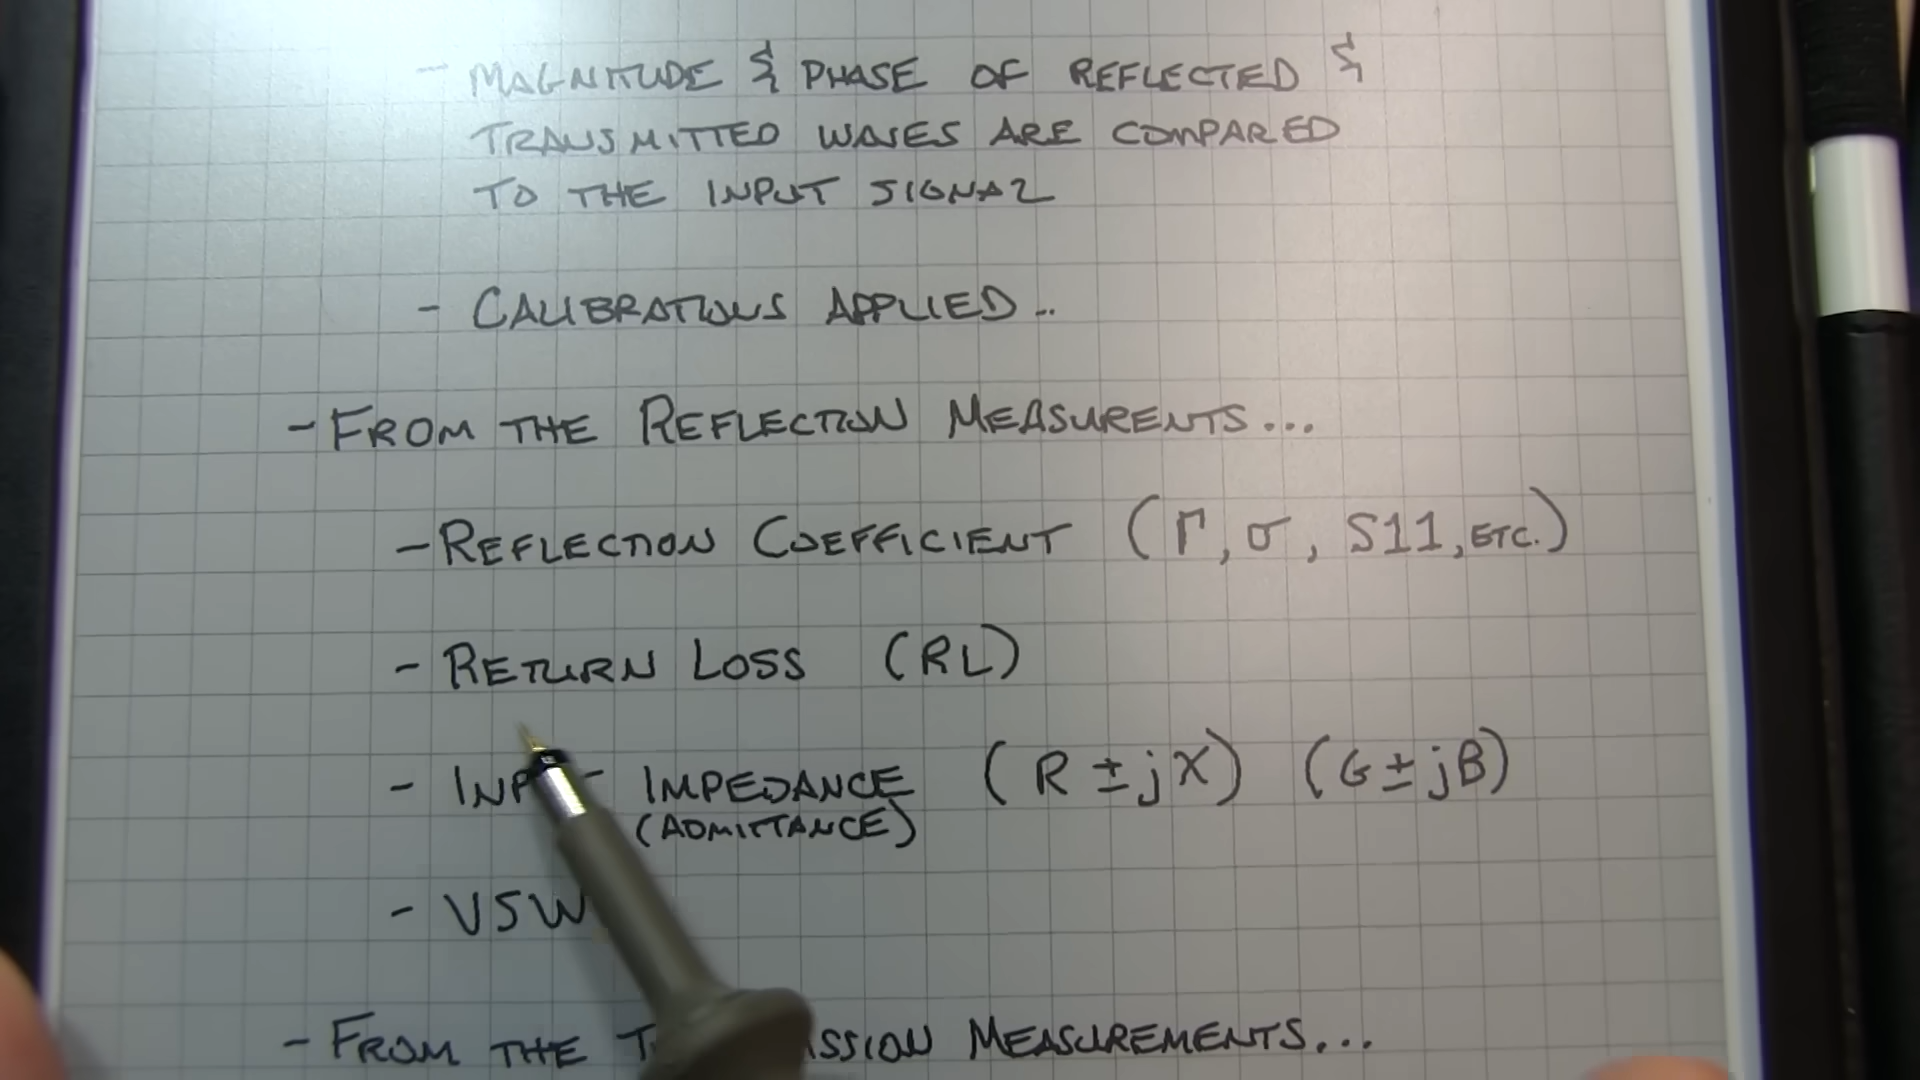 - MAGNITUDE & PHASE OF REFLECTED &
TRANSMITTED WAVES ARE COMPARED
TO THE INPUT SIGNAL
- CALIBRATIONS APPLIED..
- FROM THE REFLECTION MEASURENTS...
- REFLECTION COEFFICIENT (Γ, σ, S11, ETC.)
- RETURN LOSS (RL)
- IMPEDANCE (R ± jX) (G ± jB)
(ADMITTANCE)
- VSW
- FROM THE MEASUREMENTS...